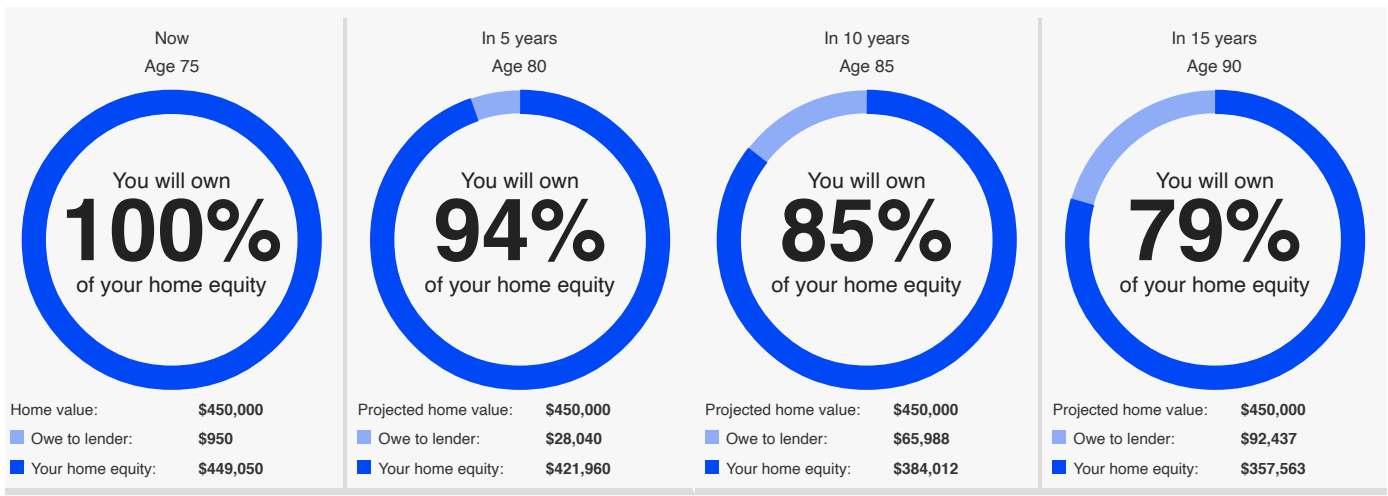 Now
Age 75
You will own
100%
of your home equity
Home value: $450,000
Owe to lender: $950
Your home equity: $449,050
In 5 years
Age 80
You will own
94%
of your home equity
Projected home value: $450,000
Owe to lender: $28,040
Your home equity: $421,960
In 10 years
Age 85
You will own
85%
of your home equity
Projected home value: $450,000
Owe to lender: $65,988
Your home equity: $384,012
In 15 years
Age 90
You will own
79%
of your home equity
Projected home value: $450,000
Owe to lender: $92,437
Your home equity: $357,563